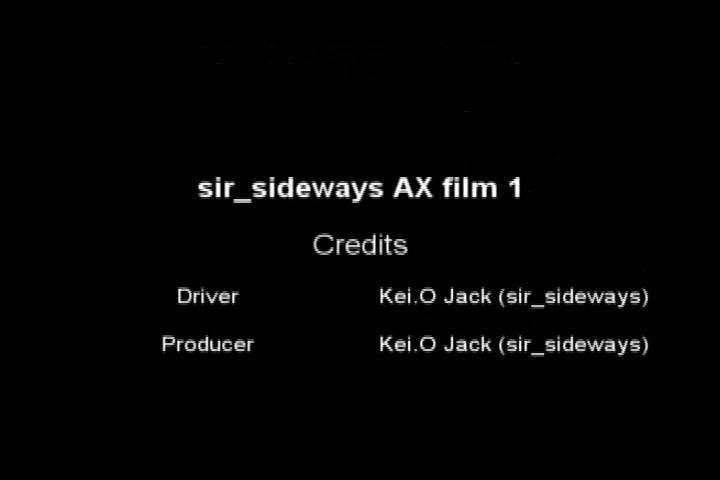 sir_sideways AX film 1
Credits
Driver Kei.O Jack (sir_sideways)
Producer Kei.O Jack (sir_sideways)